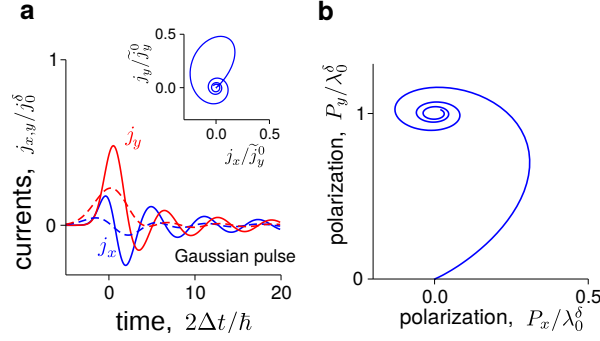 a
1
0
currents, j_{x,y}/j_0^δ
0
10
20
time, 2Δt/ħ
j_y
j_x
Gaussian pulse
0.5
0.0
j_y/j̃_y^0
0.0
0.5
j_x/j̃_y^0
b
1
0
polarization, P_y/λ_0^δ
0.0
0.5
polarization, P_x/λ_0^δ